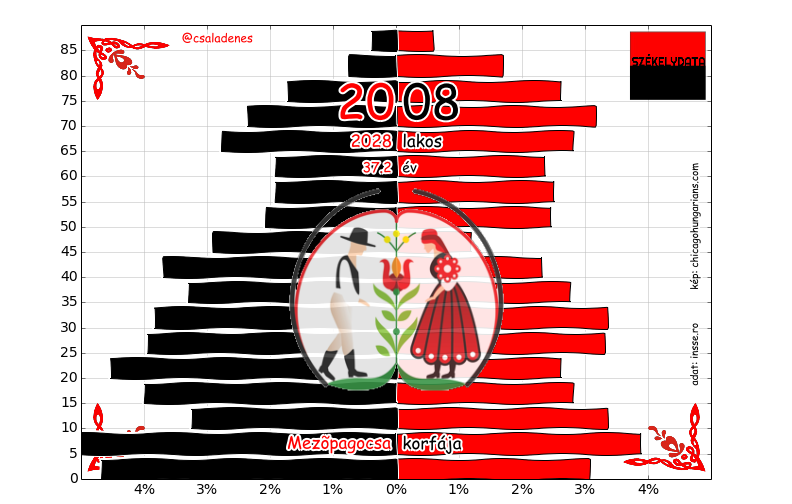 @csaladenes
SZÉKELYDATA
2008
2028 lakos
37.2 év
kép: chicagohungarians.com
adat: insse.ro
Mezõpagocsa korfája
85
80
75
70
65
60
55
50
45
40
35
30
25
20
15
10
5
0
4% 3% 2% 1% 0% 1% 2% 3% 4%